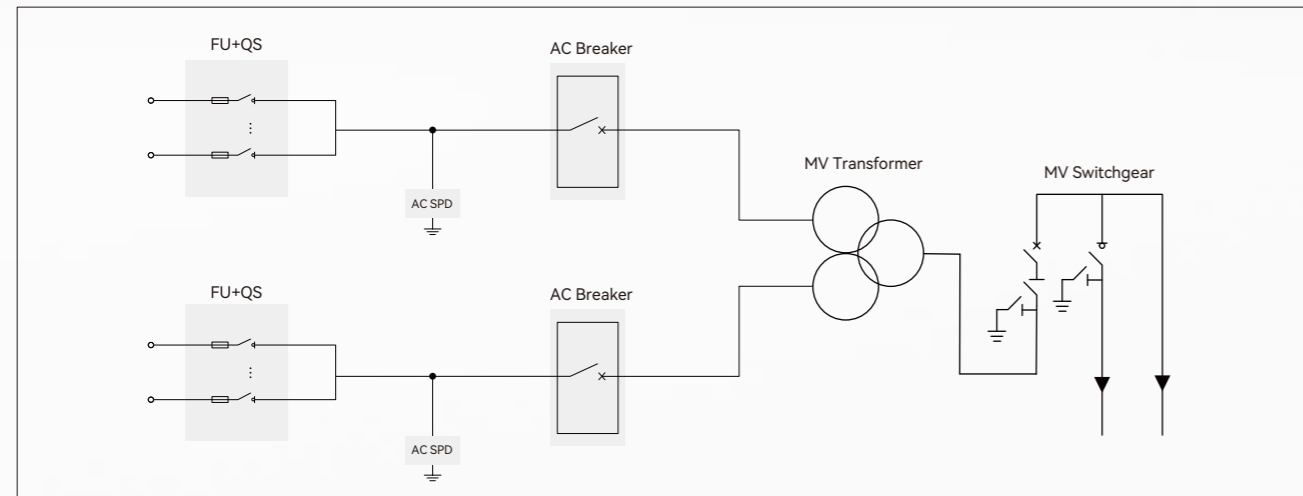 FU+QS
AC Breaker
AC SPD
MV Transformer
MV Switchgear
FU+QS
AC Breaker
AC SPD